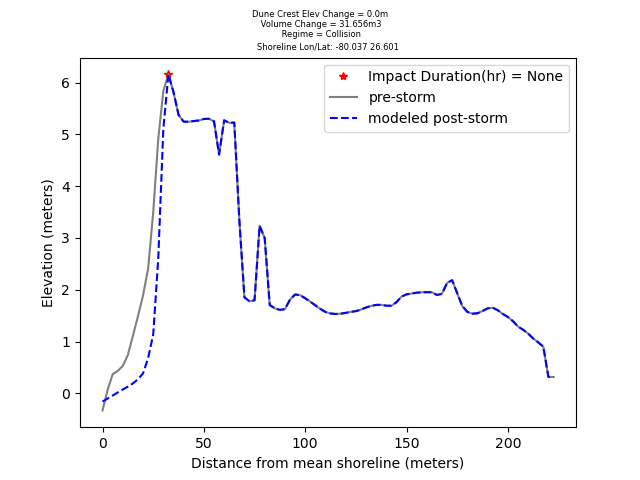 Dune Crest Elev Change = 0.0m
Volume Change = 31.656m3
Regime = Collision
Shoreline Lon/Lat: -80.037 26.601
Impact Duration(hr) = None
pre-storm
modeled post-storm
Elevation (meters)
6
5
4
3
2
1
0
0 50 100 150 200
Distance from mean shoreline (meters)